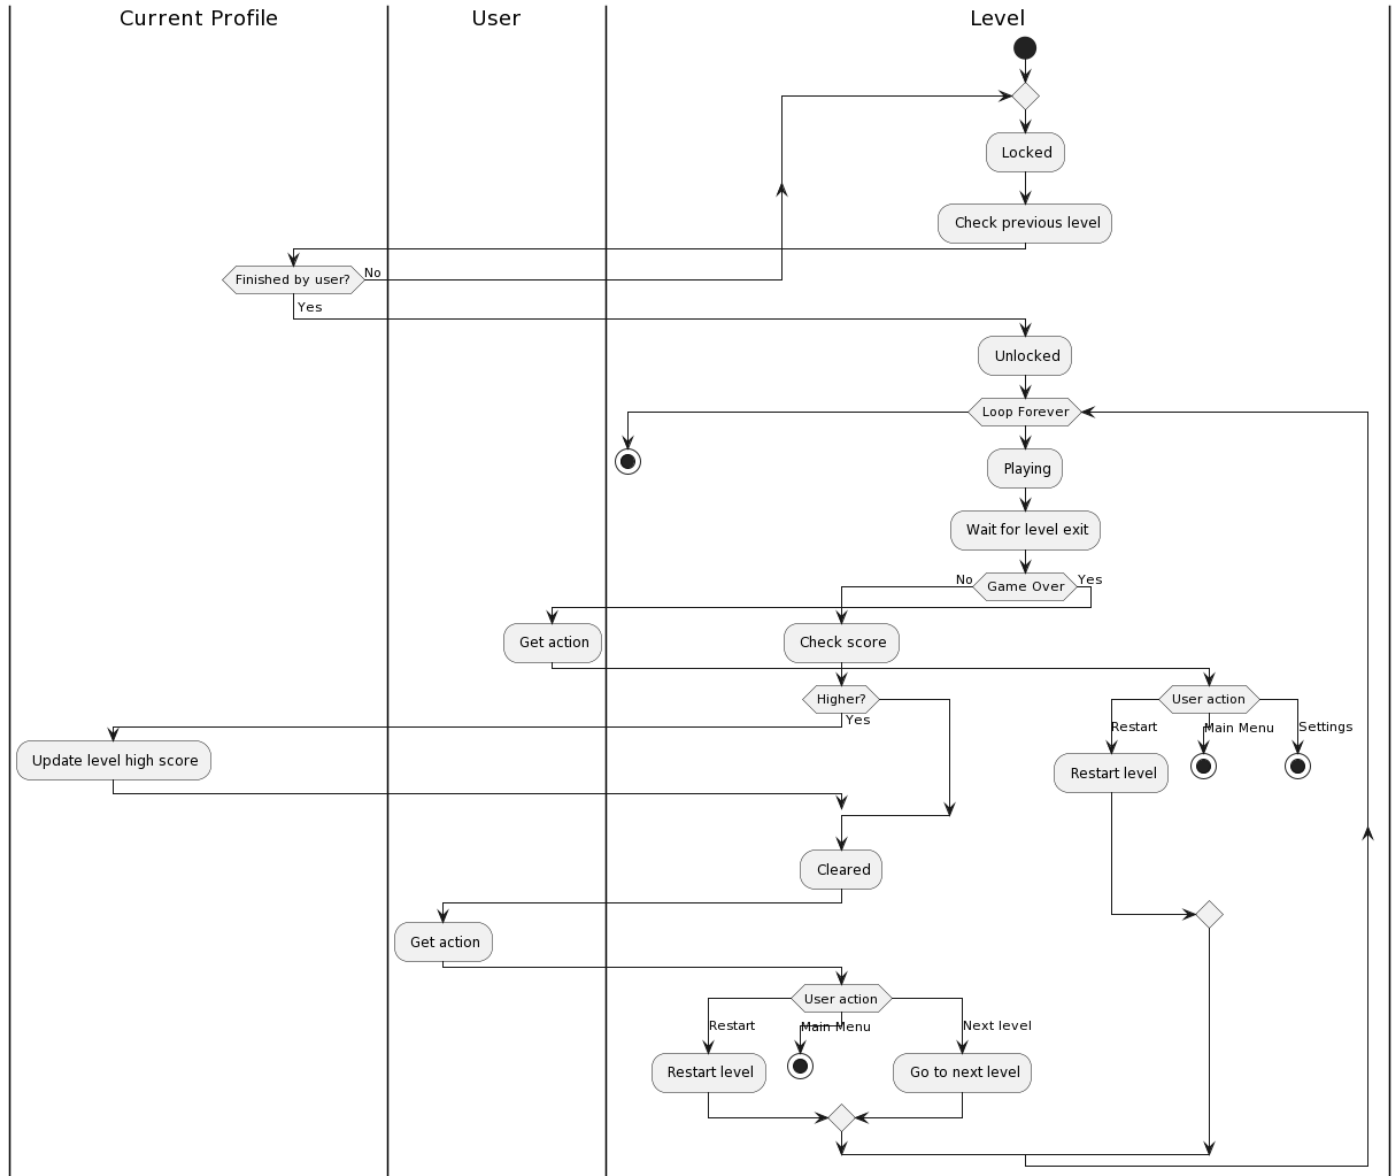 Current Profile
User
Level
Locked
Check previous level
Finished by user?
No
Yes
Unlocked
Loop Forever
Playing
Wait for level exit
No
Game Over
Yes
Get action
Check score
Higher?
Yes
User action
Restart
Main Menu
Settings
Update level high score
Restart level
Cleared
Get action
User action
Restart
Main Menu
Next level
Restart level
Go to next level